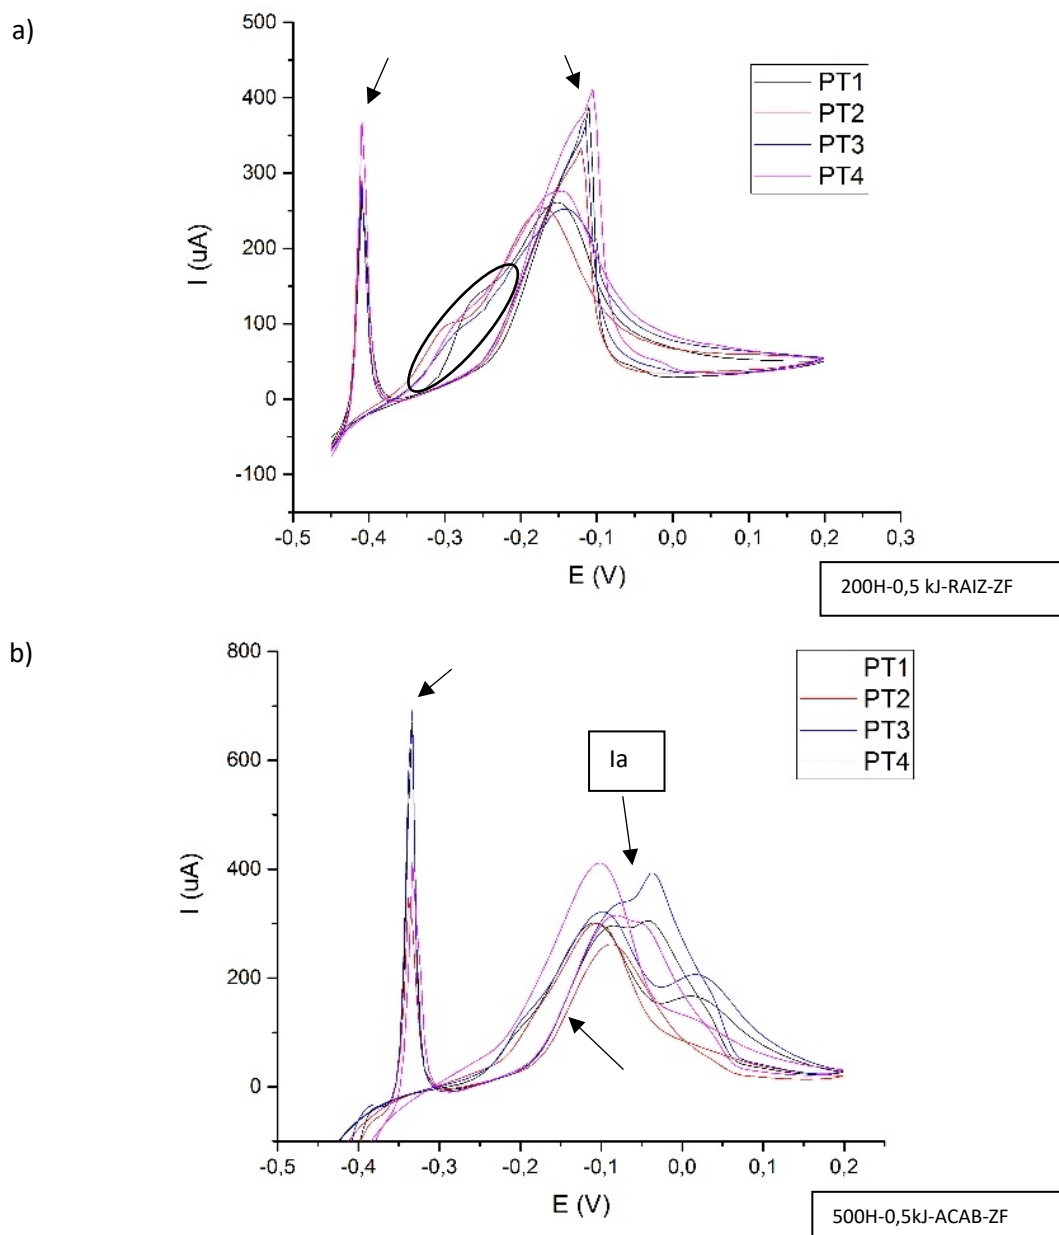 a)
500
400
300
200
100
0
-100
I (uA)
PT1
PT2
PT3
PT4
-0,5 -0,4 -0,3 -0,2 -0,1 0,0 0,1 0,2 0,3
E (V)
200H-0,5 kJ-RAIZ-ZF
b)
800
600
400
200
0
I (uA)
PT1
PT2
PT3
PT4
Ia
-0,5 -0,4 -0,3 -0,2 -0,1 0,0 0,1 0,2
E (V)
500H-0,5kJ-ACAB-ZF